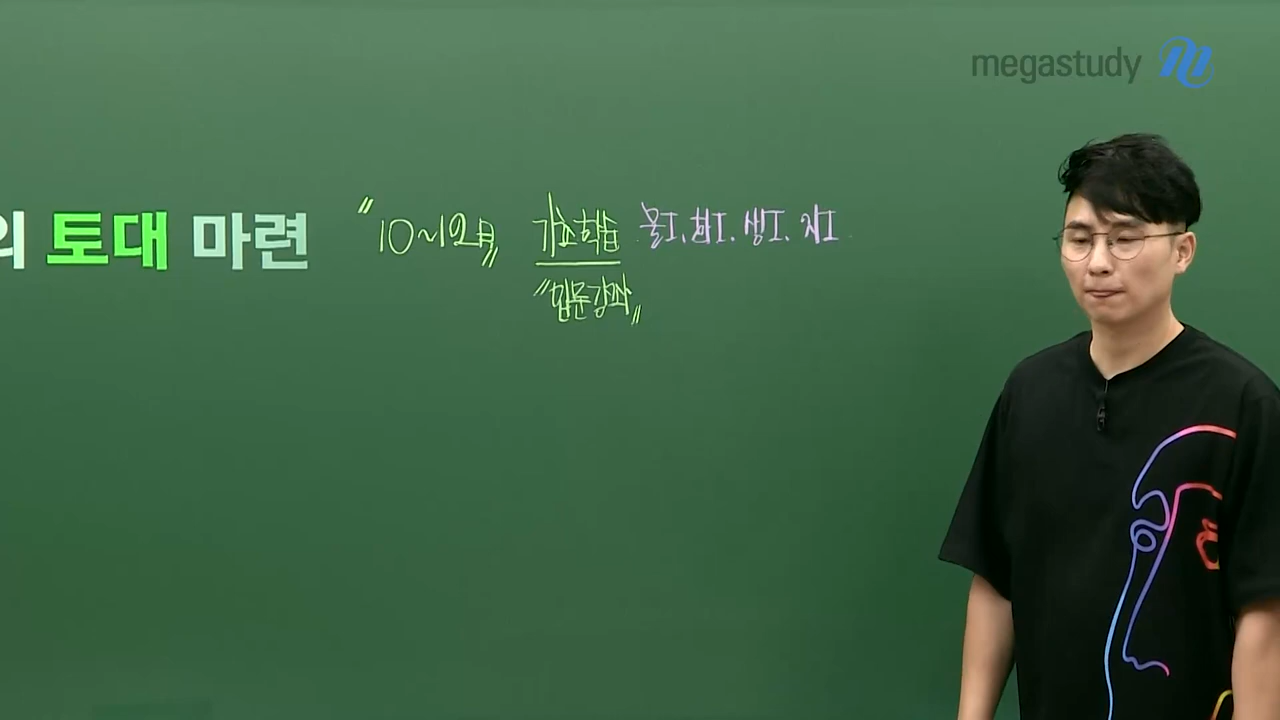 megastudy
의 토대 마련 "10~12月" 기초학습 물I, 화I, 생I, 지I
"입문강좌"